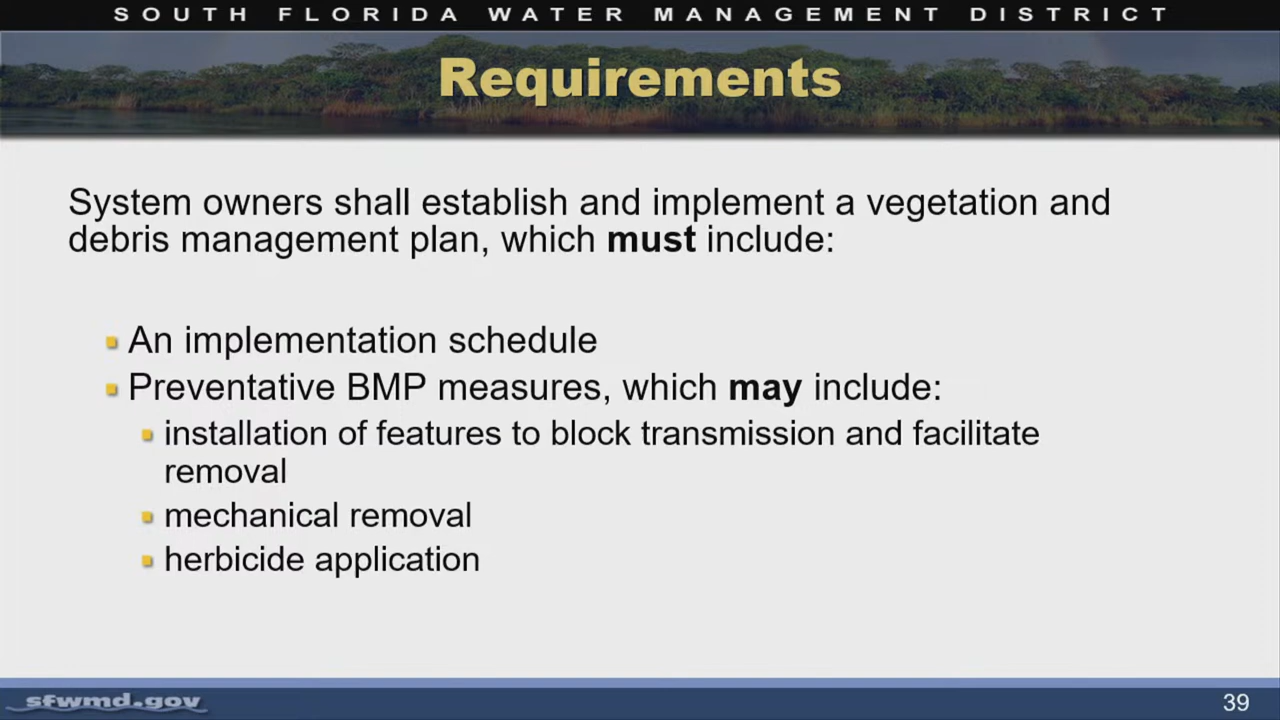 SOUTH FLORIDA WATER MANAGEMENT DISTRICT
Requirements
System owners shall establish and implement a vegetation and
debris management plan, which must include:
An implementation schedule
Preventative BMP measures, which may include:
installation of features to block transmission and facilitate
removal
mechanical removal
herbicide application
sfwmd.gov
39